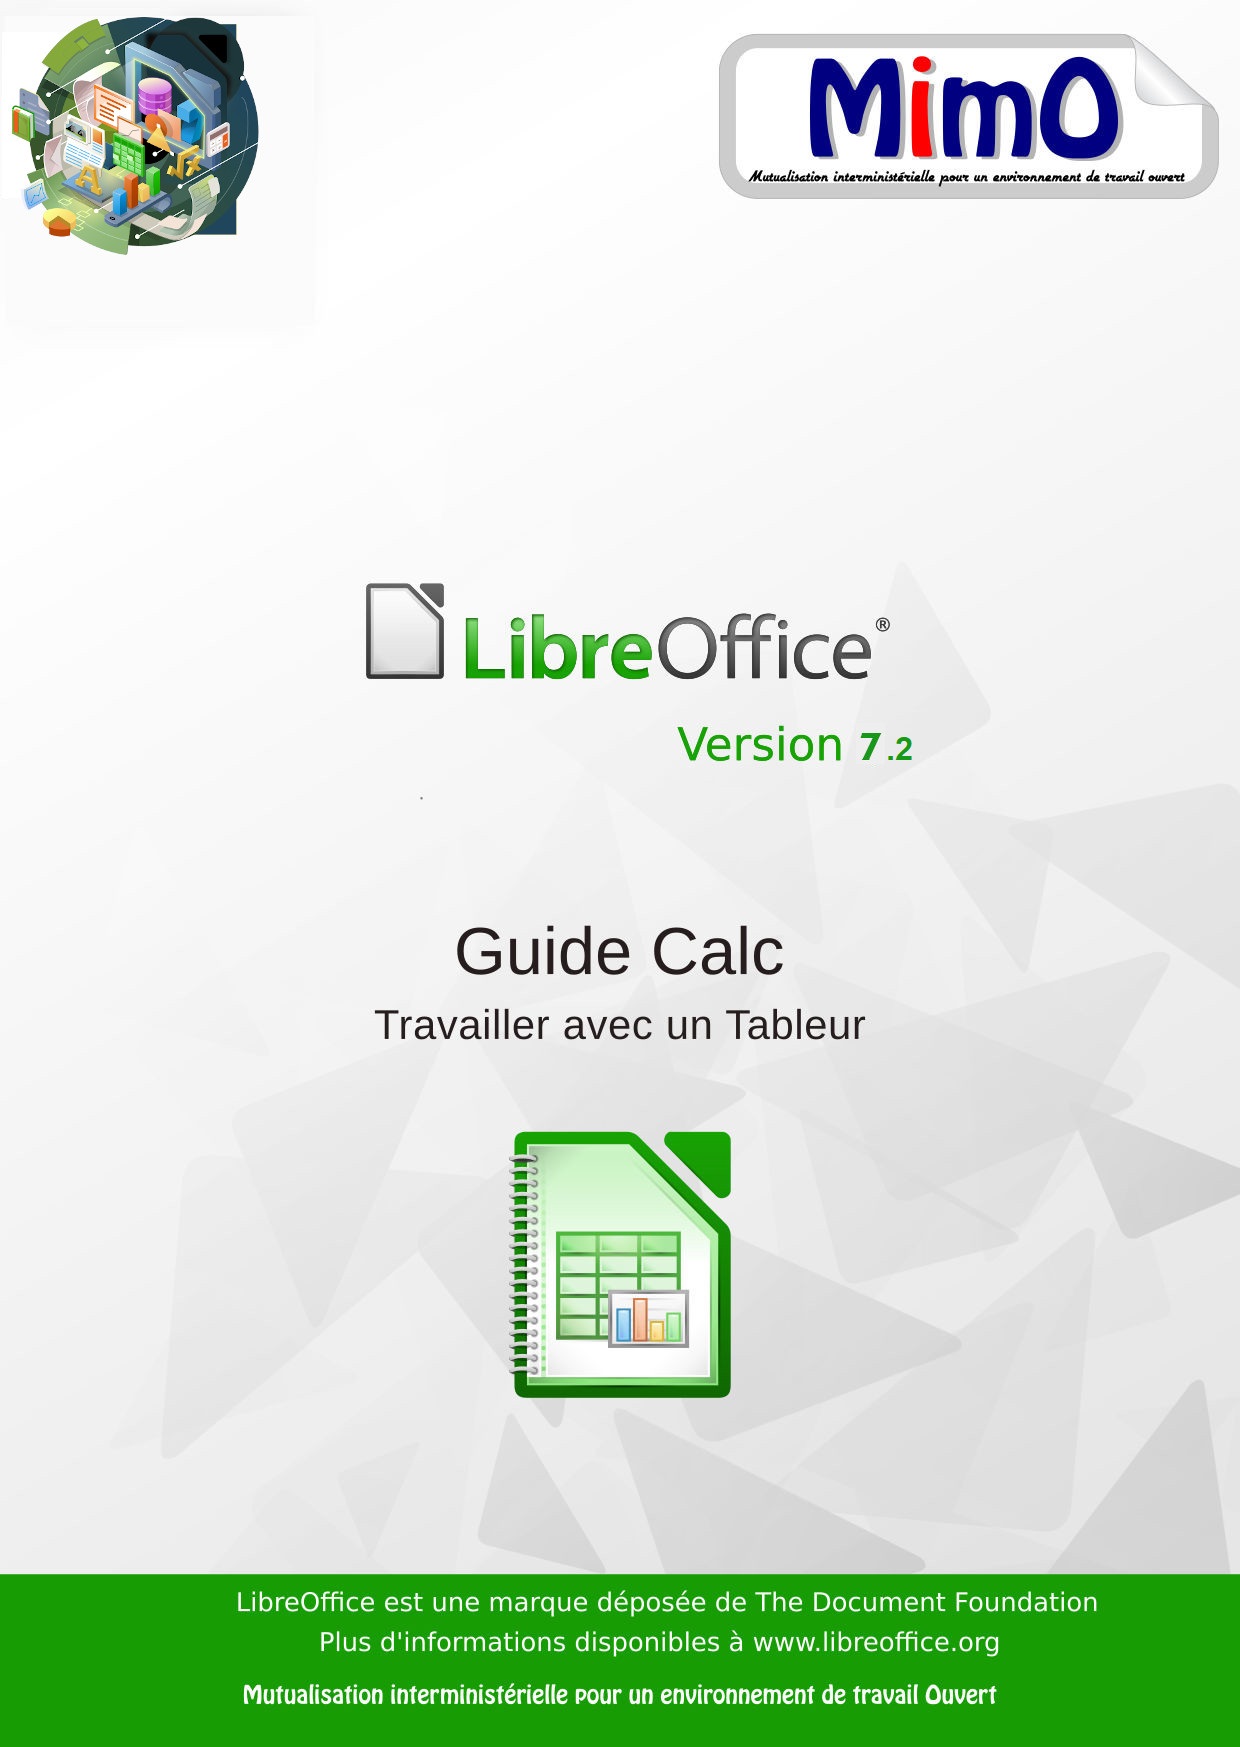 MimO
Mutualisation interministérielle pour un environnement de travail ouvert
LibreOffice®
Version 7.2
Guide Calc
Travailler avec un Tableur
LibreOffice est une marque déposée de The Document Foundation
Plus d'informations disponibles à www.libreoffice.org
Mutualisation interministérielle pour un environnement de travail Ouvert